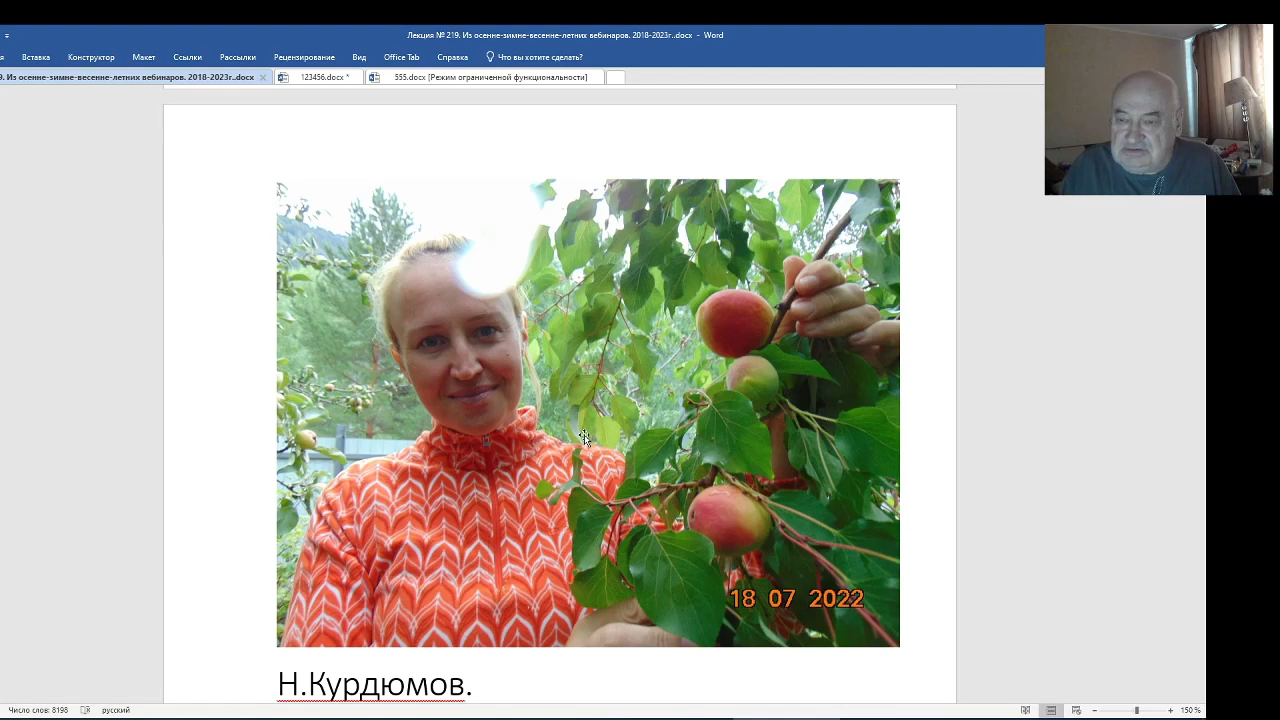 Лекция № 219. Из осенне-зимне-весенне-летних вебинаров. 2018-2023г..docx - Word
Вставка Конструктор Макет Ссылки Рассылки Рецензирование Вид Office Tab Справка Что вы хотите сделать?
9. Из осенне-зимне-весенне-летних вебинаров. 2018-2023г..docx 123456.docx * 555.docx [Режим ограниченной функциональности]
18 07 2022
Н.Курдюмов.
Число слов: 8198 русский 150 %